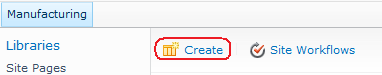 Manufacturing
Libraries
Create
Site Workflows
Site Pages